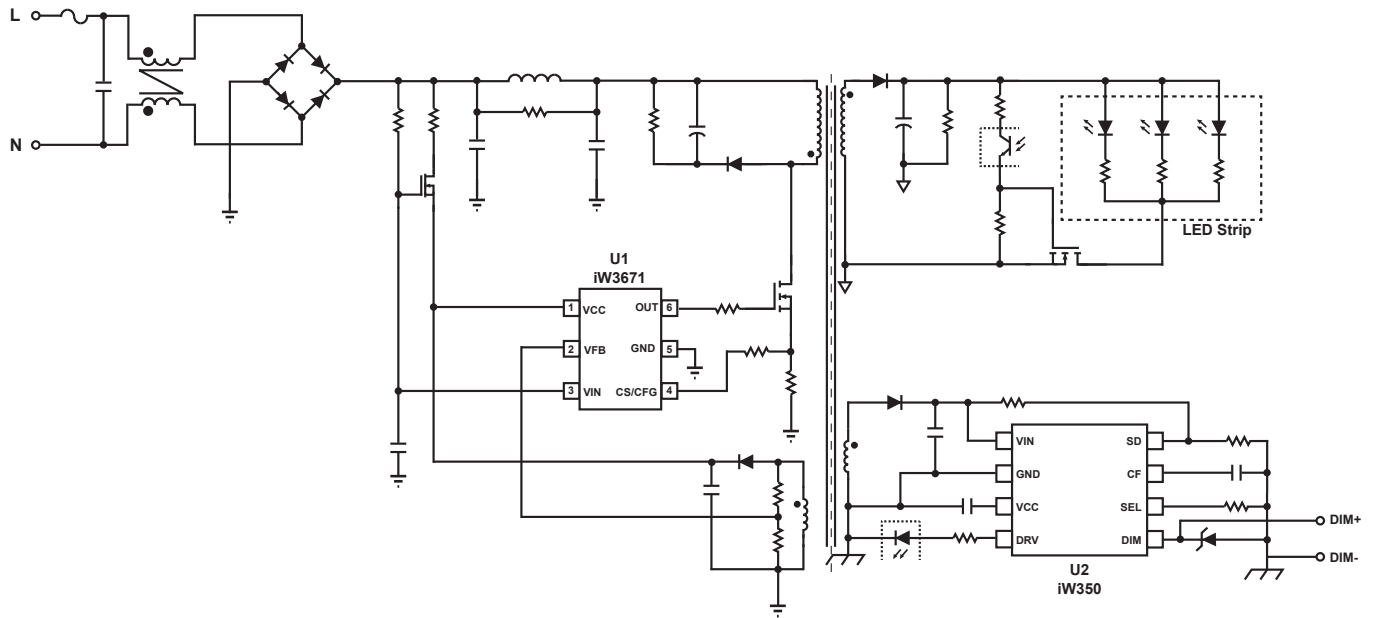 L
N
LED Strip
U1
iW3671
1 VCC OUT 6
2 VFB GND 5
3 VIN CS/CFG 4
VIN SD
GND CF
VCC SEL
DRV DIM
DIM+
DIM-
U2
iW350